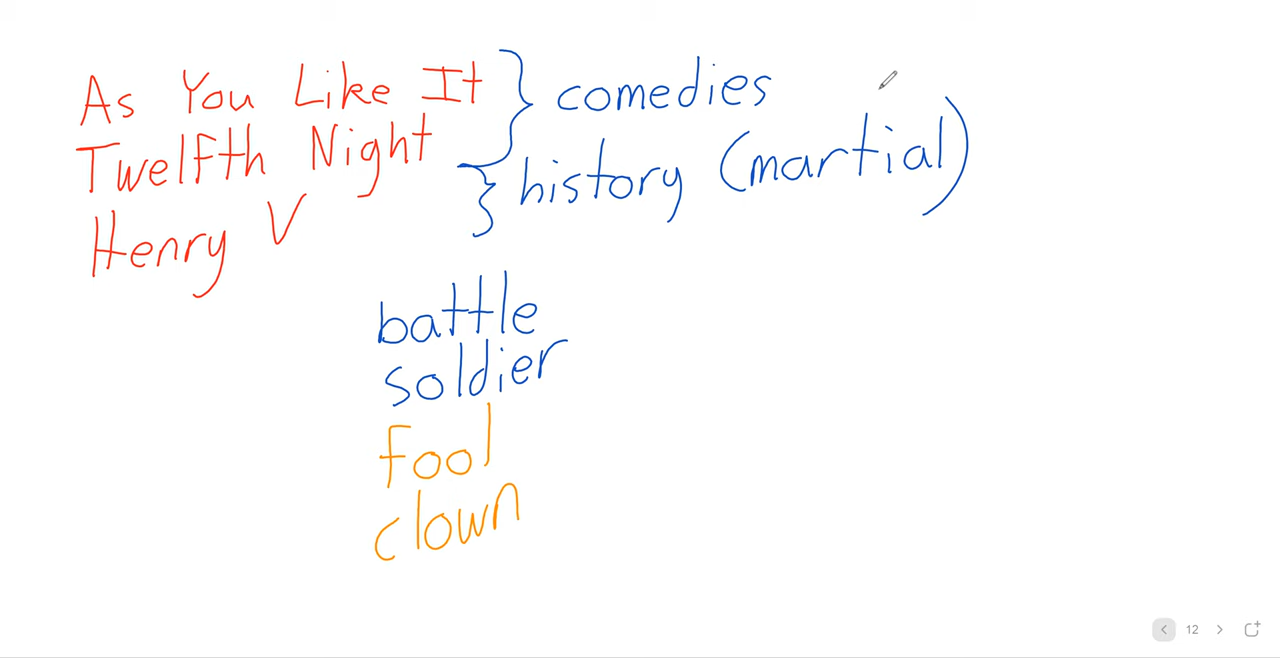 As You Like It } comedies
Twelfth Night
Henry V } history (martial)
battle
soldier
fool
clown
12